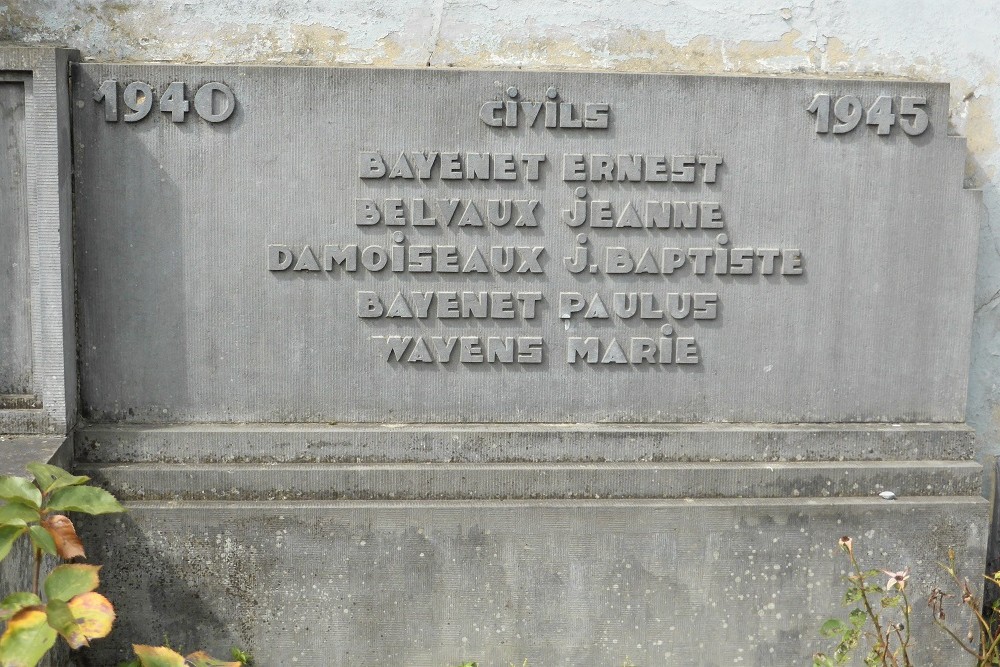 1940 CiViLS 1945
BAYENET ERNEST
BELVAUX jEANNE
DAMOiSEAUX j. BAPTiSTE
BAYENET PAULUS
WAYENS MARiE